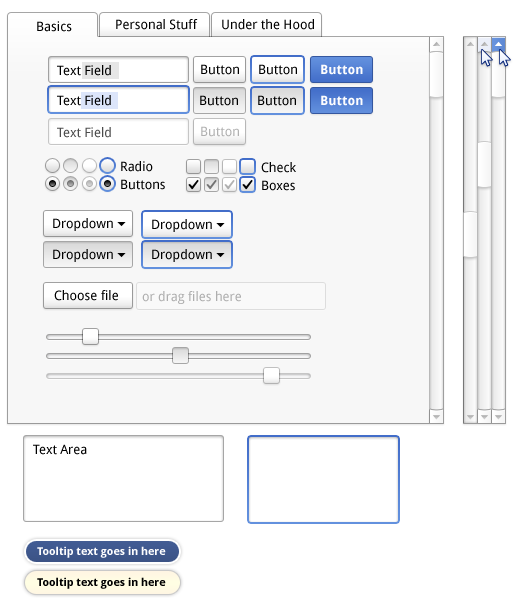 Basics Personal Stuff Under the Hood
Text Field Button Button Button
Text Field Button Button Button
Text Field Button
Radio Check
Buttons Boxes
Dropdown Dropdown
Dropdown Dropdown
Choose file or drag files here
Text Area
Tooltip text goes in here
Tooltip text goes in here